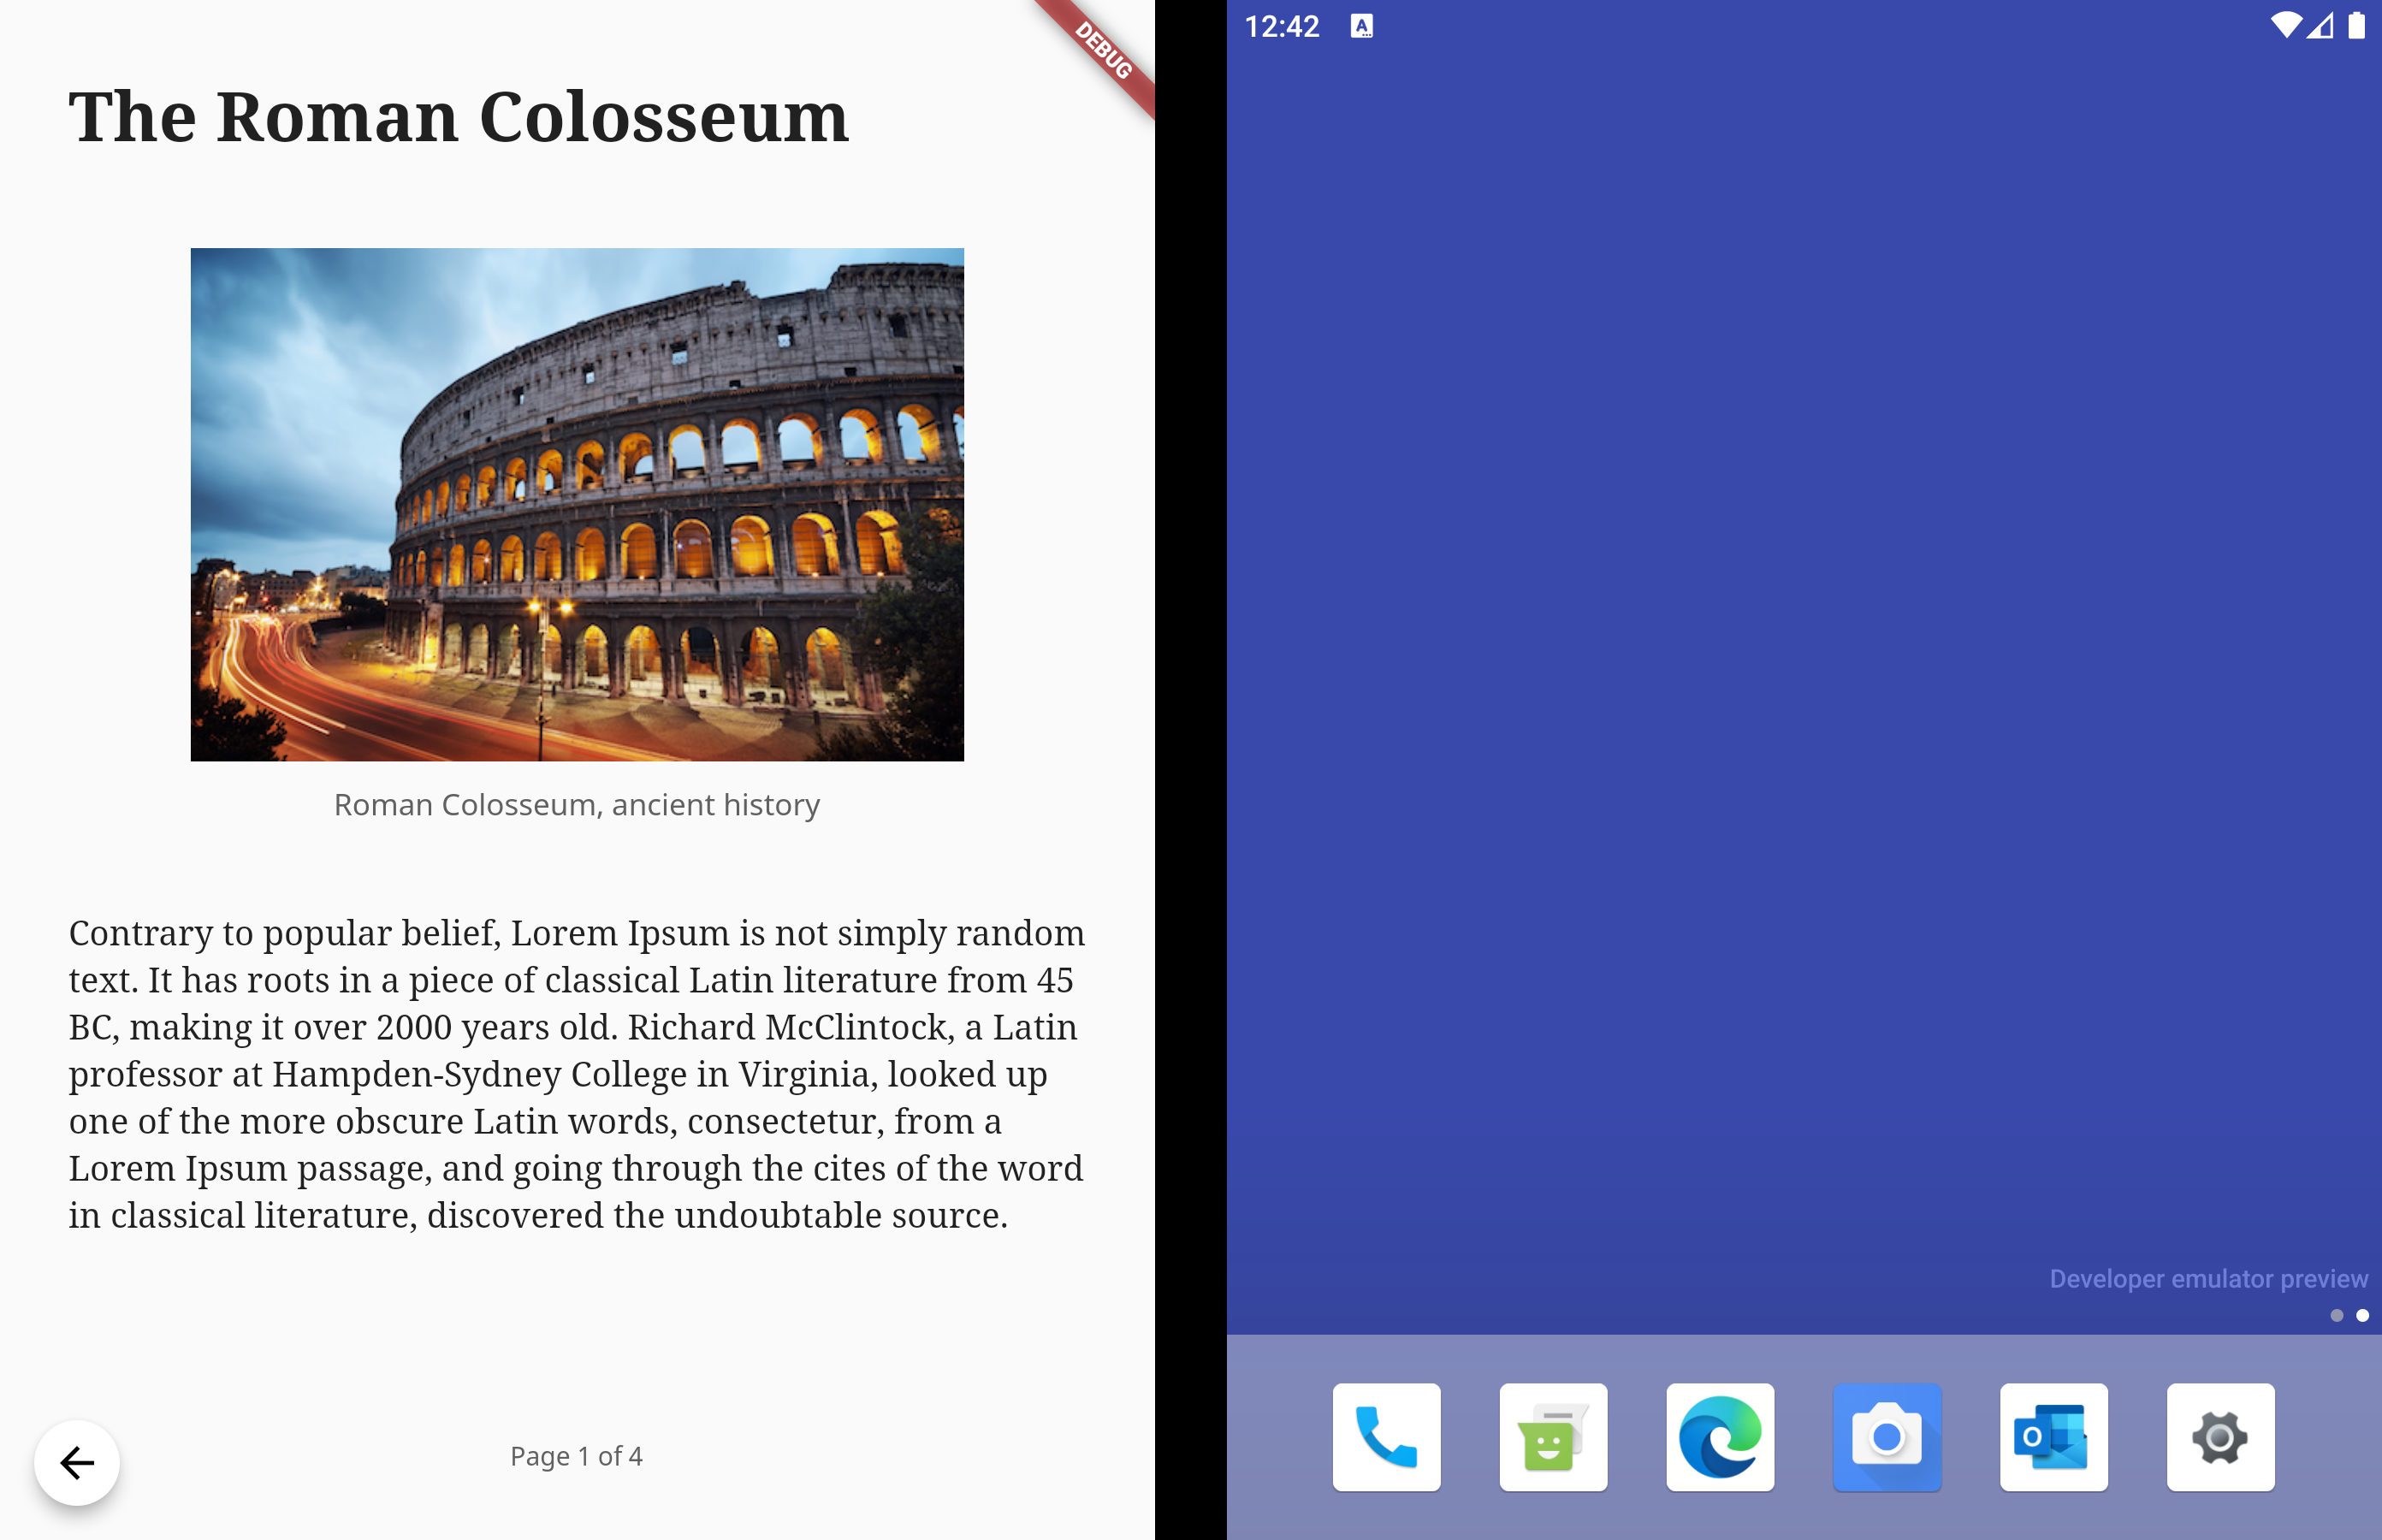 DEBUG
The Roman Colosseum
Roman Colosseum, ancient history
Contrary to popular belief, Lorem Ipsum is not simply random
text. It has roots in a piece of classical Latin literature from 45
BC, making it over 2000 years old. Richard McClintock, a Latin
professor at Hampden-Sydney College in Virginia, looked up
one of the more obscure Latin words, consectetur, from a
Lorem Ipsum passage, and going through the cites of the word
in classical literature, discovered the undoubtable source.
Page 1 of 4
12:42
A
Developer emulator preview
O